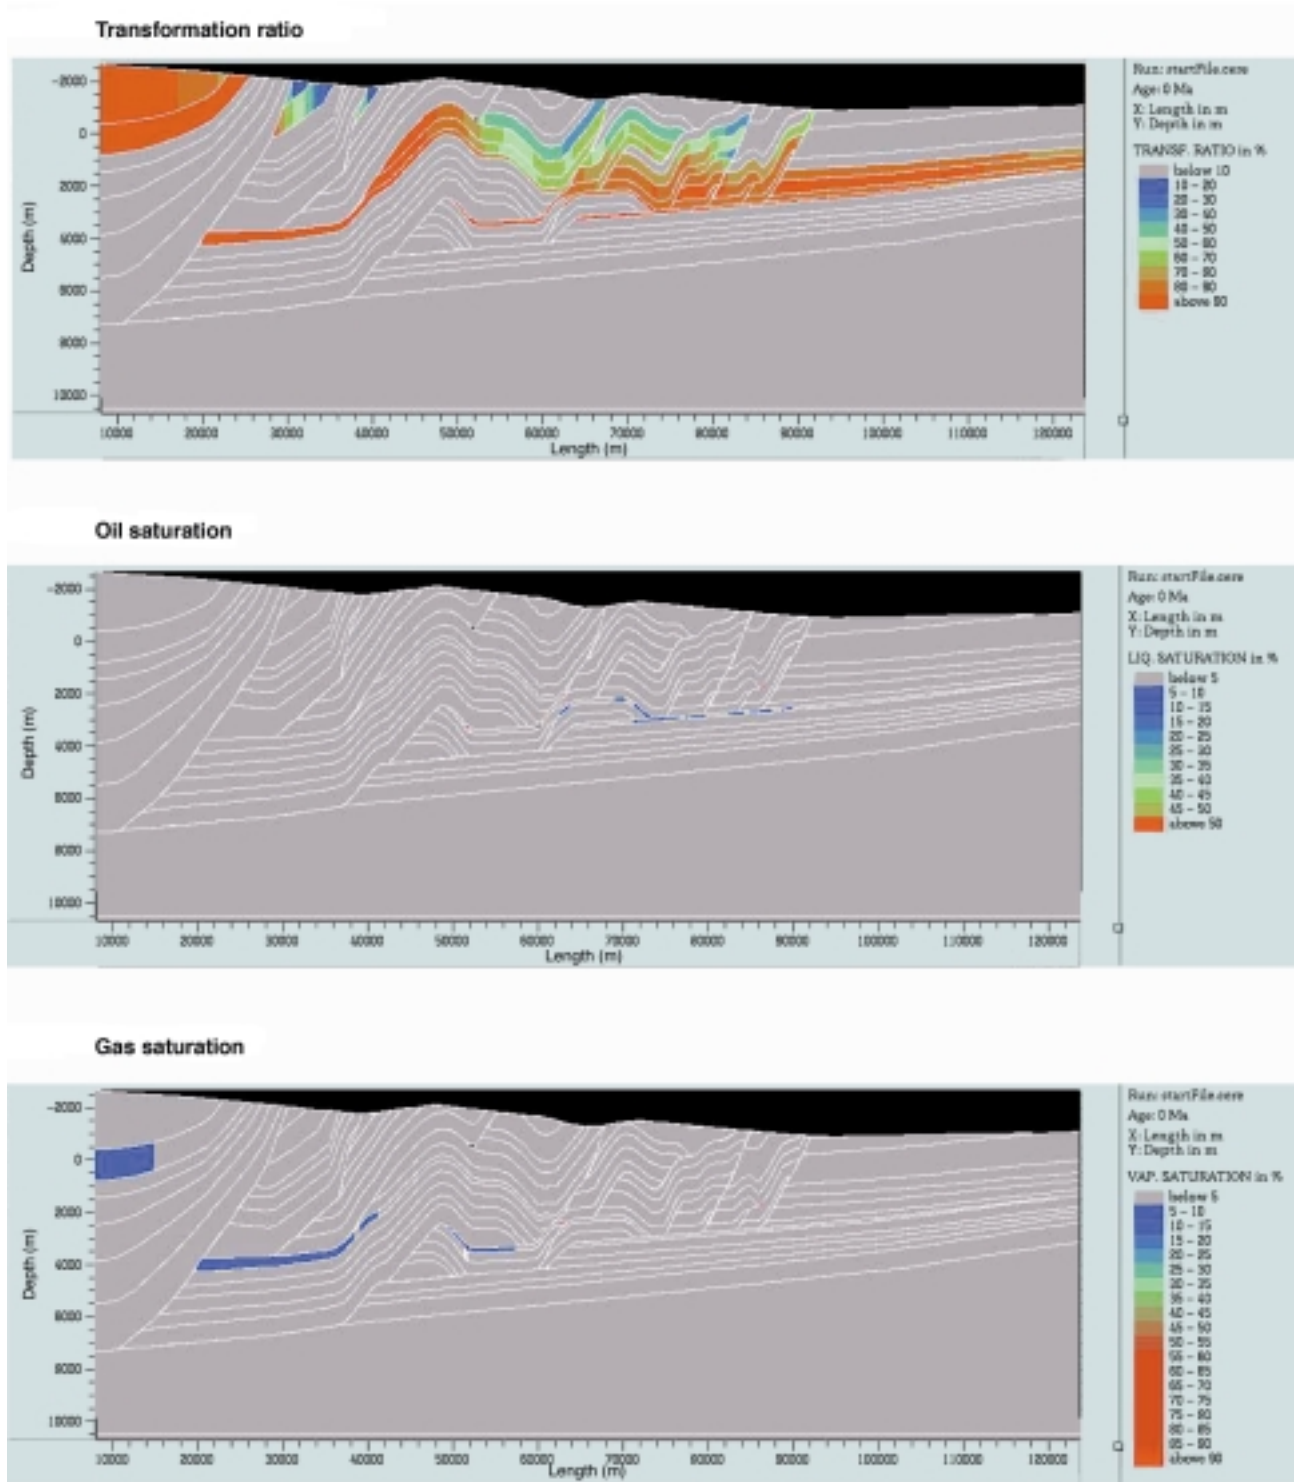 Transformation ratio
Run: startFile.cere
Age: 0 Ma
X: Length in m
Y: Depth in m
TRANSF. RATIO in %
below 10
10 - 20
20 - 30
30 - 40
40 - 50
50 - 60
60 - 70
70 - 80
80 - 90
-2000
0
2000
4000
6000
8000
10000
Depth (m)
10000 20000 30000 40000 50000 60000 70000 80000 90000 100000 110000 120000
Length (m)
Oil saturation
Run: startFile.cere
Age: 0 Ma
X: Length in m
Y: Depth in m
LIQ. SATURATION in %
below 5
5 - 10
10 - 15
15 - 20
20 - 25
25 - 30
30 - 35
35 - 40
40 - 45
45 - 50
above 50
-2000
0
2000
4000
6000
8000
10000
Depth (m)
10000 20000 30000 40000 50000 60000 70000 80000 90000 100000 110000 120000
Length (m)
Gas saturation
Run: startFile.cere
Age: 0 Ma
X: Length in m
Y: Depth in m
VAP. SATURATION in %
below 5
5 - 10
10 - 15
15 - 20
20 - 25
25 - 30
30 - 35
35 - 40
40 - 45
45 - 50
50 - 55
55 - 60
60 - 65
65 - 70
70 - 75
75 - 80
80 - 85
85 - 90
above 90
-2000
0
2000
4000
6000
8000
10000
Depth (m)
10000 20000 30000 40000 50000 60000 70000 80000 90000 100000 110000 120000
Length (m)